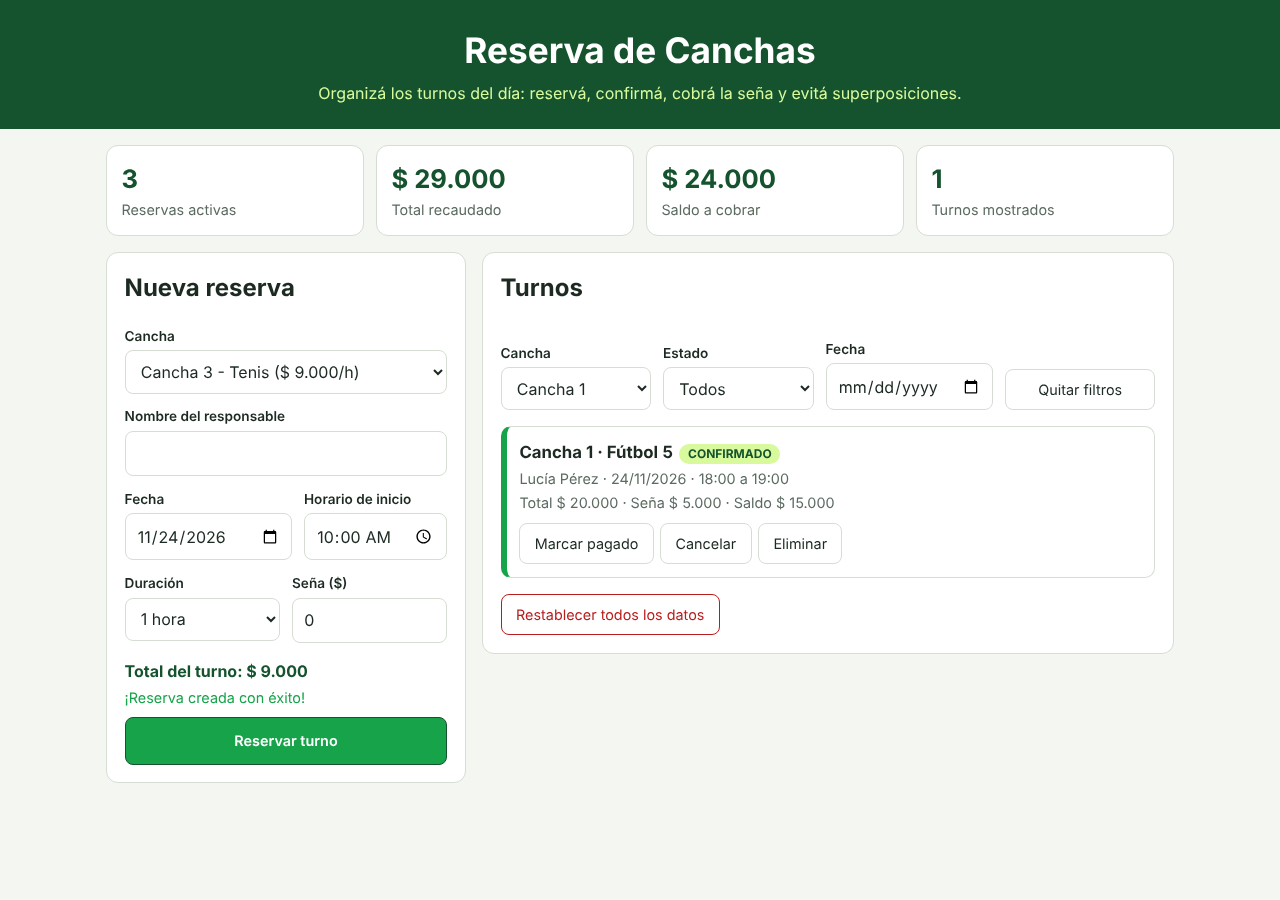 Reserva de Canchas
Organizá los turnos del día: reservá, confirmá, cobrá la seña y evitá superposiciones.
3
Reservas activas
$ 29.000
Total recaudado
$ 24.000
Saldo a cobrar
1
Turnos mostrados
Nueva reserva
Cancha
Cancha 3 - Tenis ($ 9.000/h)
Nombre del responsable
Fecha
Horario de inicio
11/24/2026
10:00 AM
Duración
Seña ($)
1 hora
0
Total del turno: $ 9.000
¡Reserva creada con éxito!
Reservar turno
Turnos
Cancha
Estado
Fecha
Cancha 1
Todos
mm/dd/yyyy
Quitar filtros
Cancha 1 · Fútbol 5 CONFIRMADO
Lucía Pérez · 24/11/2026 · 18:00 a 19:00
Total $ 20.000 · Seña $ 5.000 · Saldo $ 15.000
Marcar pagado
Cancelar
Eliminar
Restablecer todos los datos